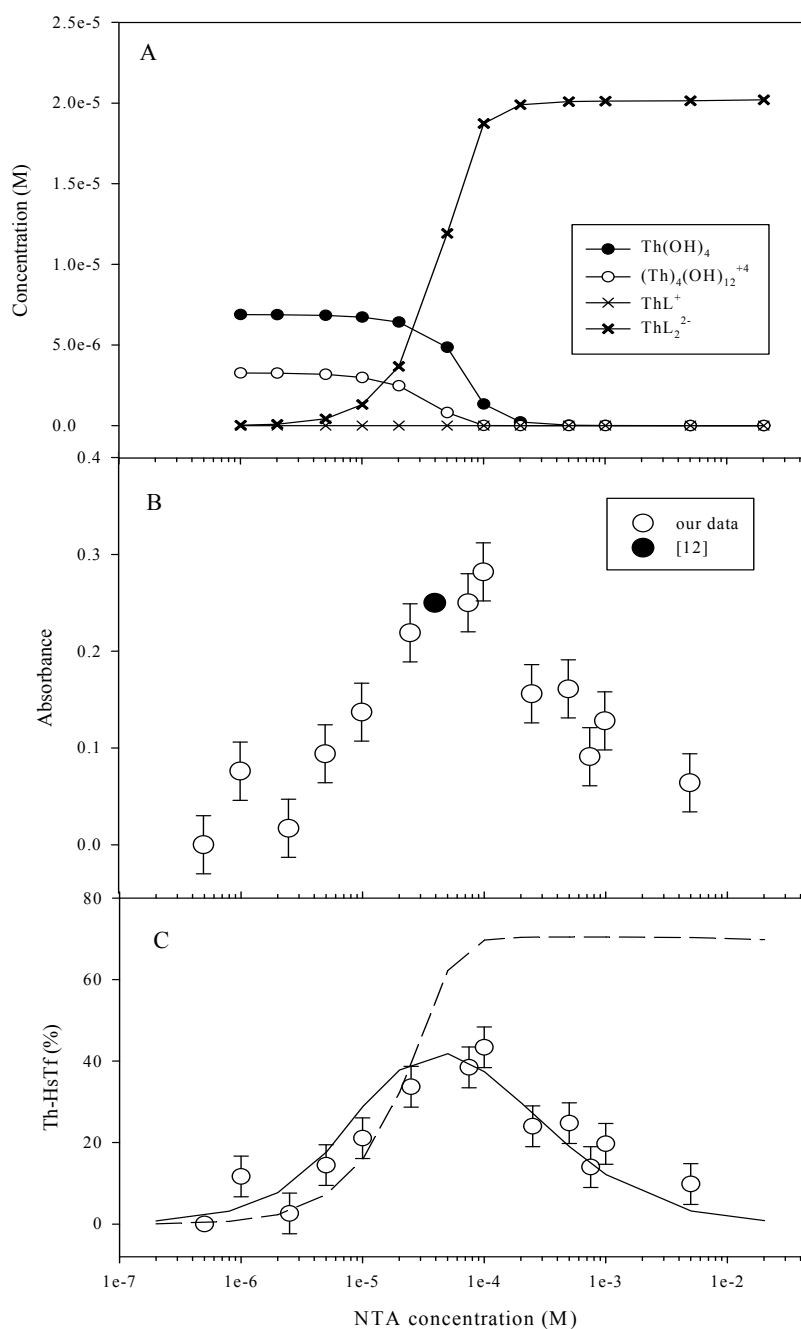 2.5e-5
A
2.0e-5
1.5e-5
1.0e-5
5.0e-6
0.0
Concentration (M)
Th(OH)₄
(Th)₄(OH)₁₂⁺⁴
ThL⁺
ThL₂²⁻
0.4
B
0.3
0.2
0.1
0.0
Absorbance
our data
[12]
80
C
60
40
20
0
Th-HsTf (%)
1e-7 1e-6 1e-5 1e-4 1e-3 1e-2
NTA concentration (M)